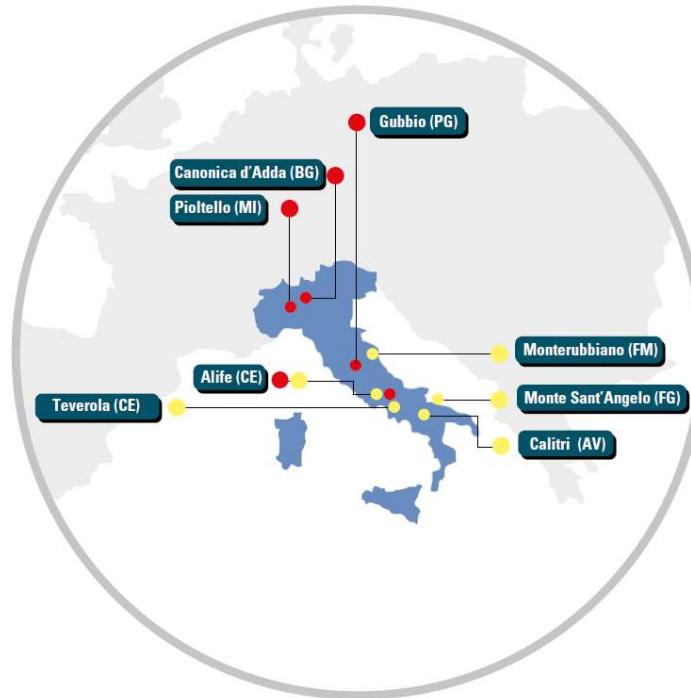 Gubbio (PG)
Canonica d’Adda (BG)
Pioltello (MI)
Monterubbiano (FM)
Alife (CE)
Monte Sant’Angelo (FG)
Teverola (CE)
Calitri (AV)